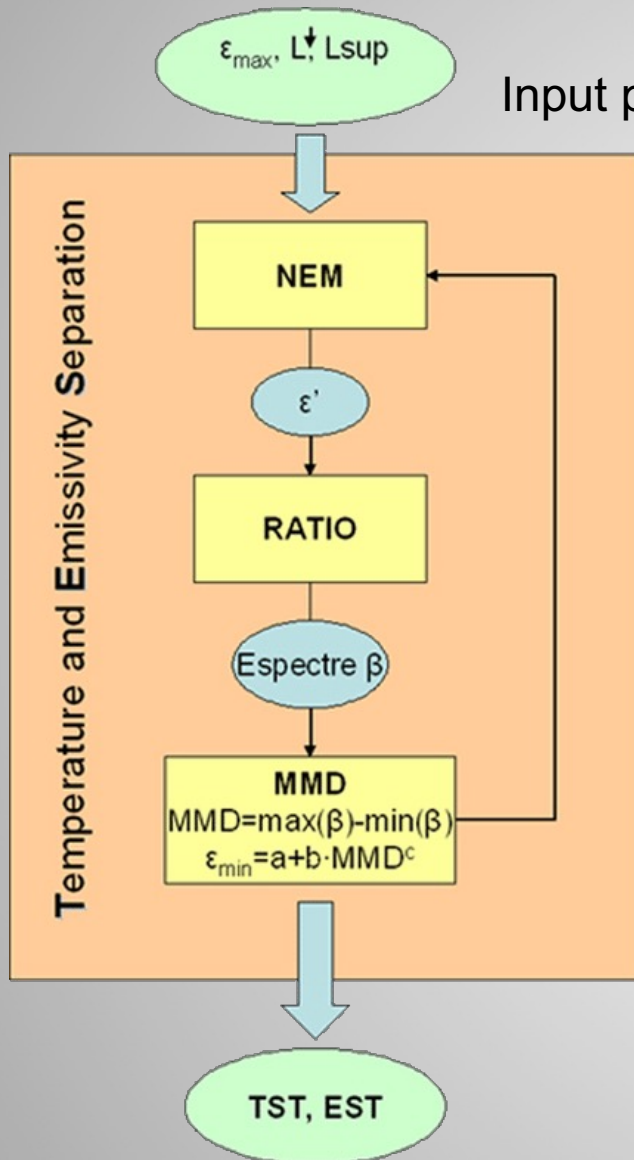 εmax, L↓, Lsup
Input p
Temperature and Emissivity Separation
NEM
ε’
RATIO
Espectre β
MMD
MMD=max(β)-min(β)
εmin=a+b·MMDᶜ
TST, EST